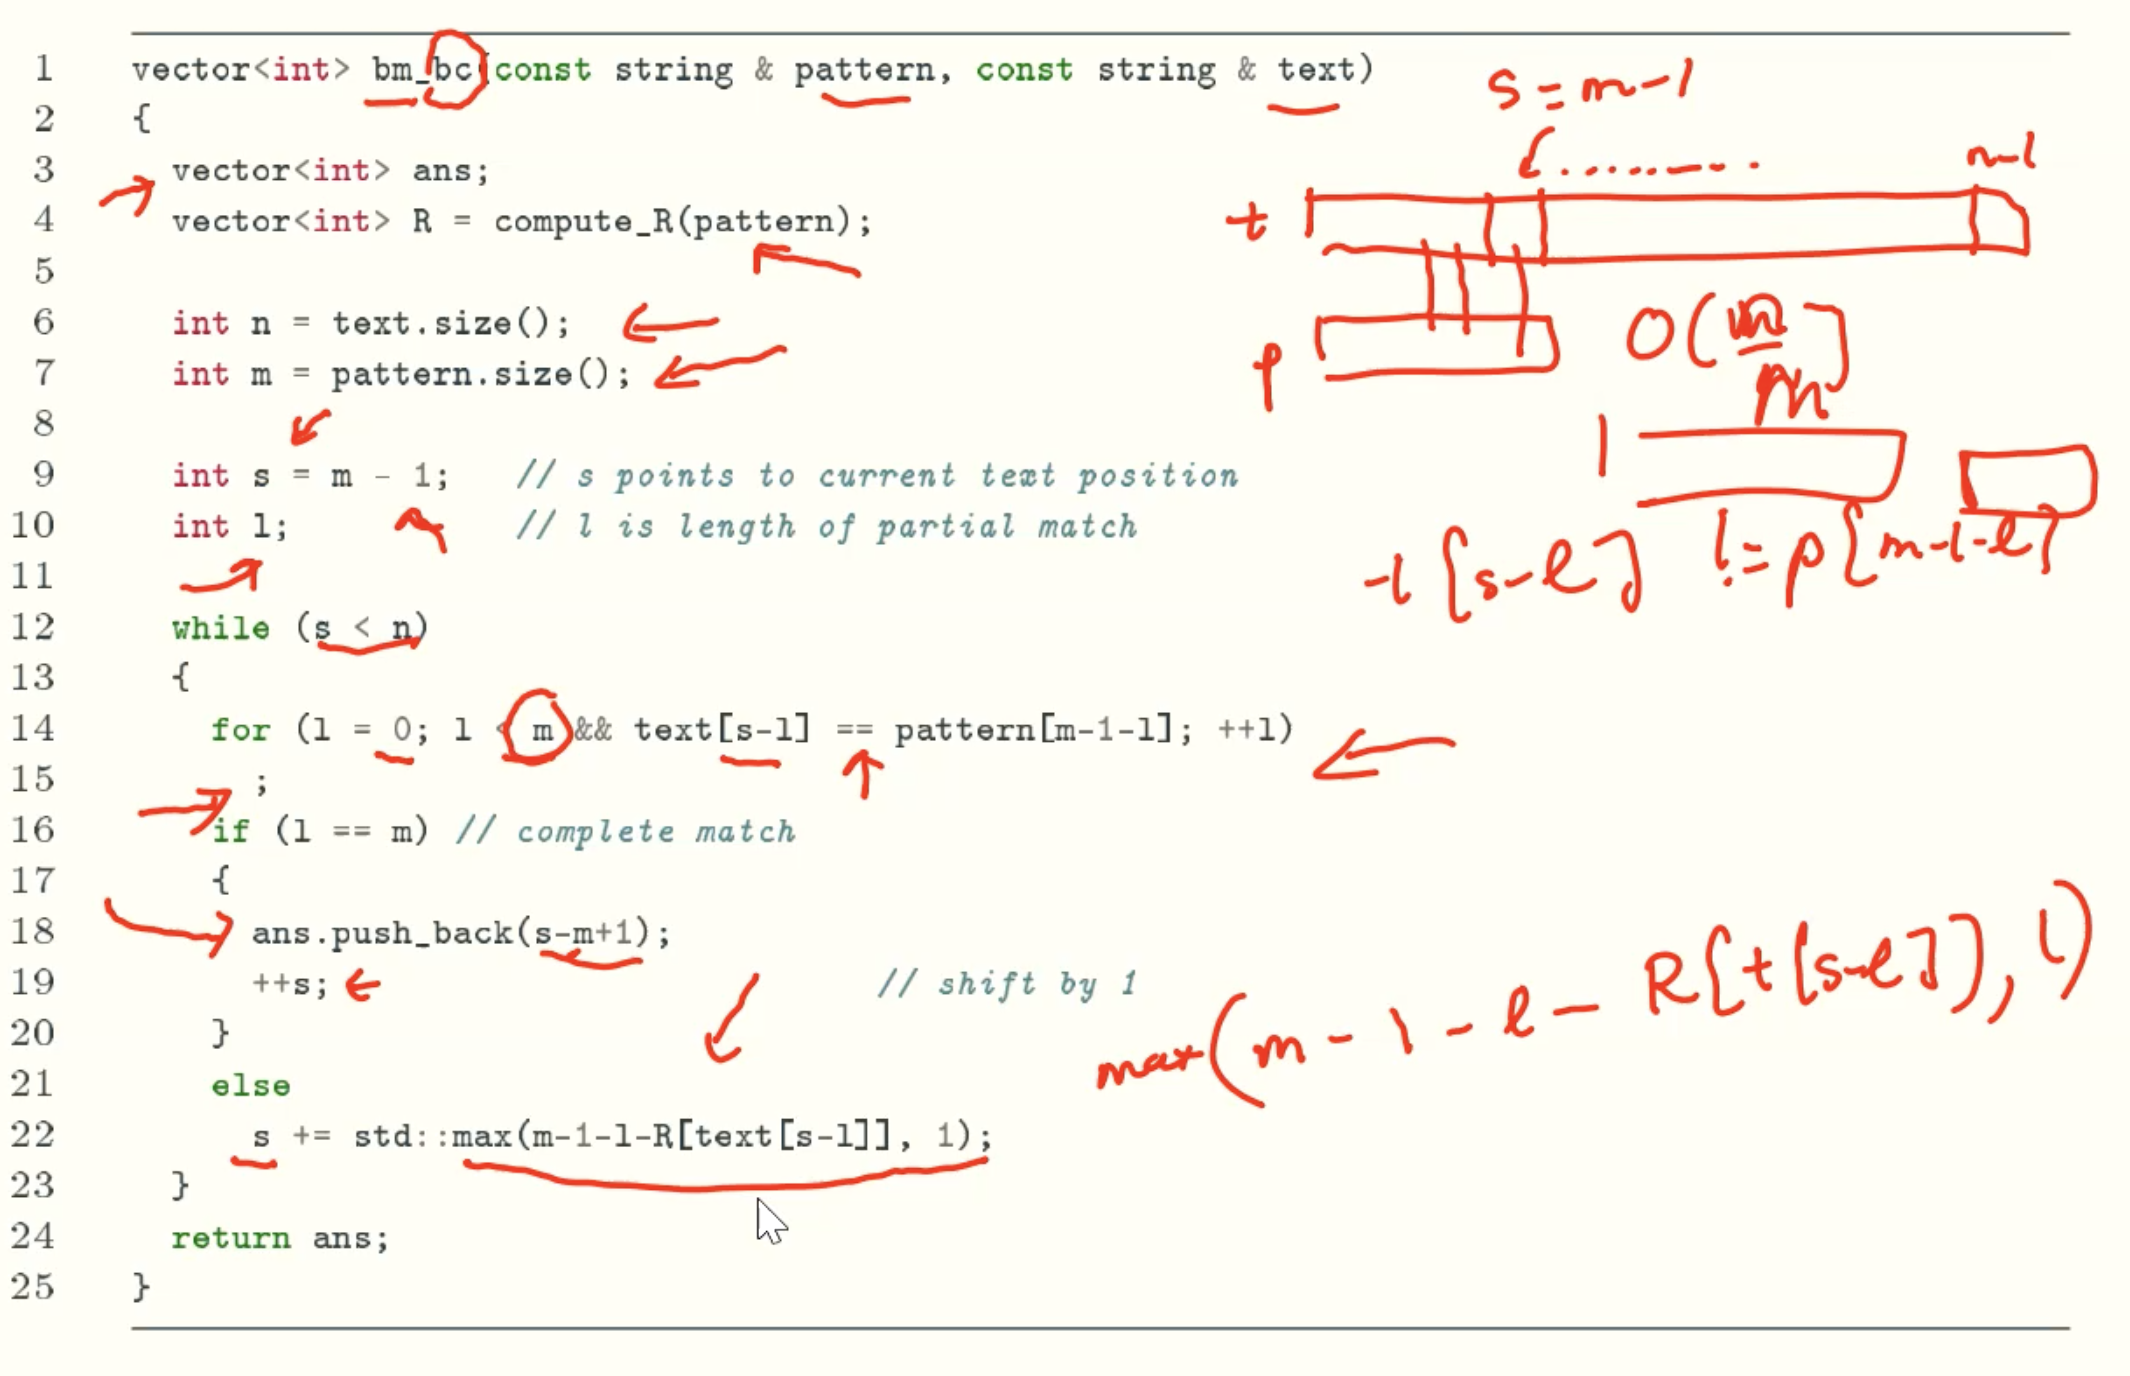 1 vector<int> bm_bc(const string & pattern, const string & text)
2 {
3 vector<int> ans;
4 vector<int> R = compute_R(pattern);
5
6 int n = text.size();
7 int m = pattern.size();
8
9 int s = m - 1; // s points to current text position
10 int l; // l is length of partial match
11
12 while (s < n)
13 {
14 for (l = 0; l < m && text[s-l] == pattern[m-1-l]; ++l)
15 ;
16 if (l == m) // complete match
17 {
18 ans.push_back(s-m+1);
19 ++s; // shift by 1
20 }
21 else
22 s += std::max(m-1-l-R[text[s-l]], 1);
23 }
24 return ans;
25 }
s = m-1
n-1
t
p
t[s-l] != p[m-1-l]
max(m-1-l-R[t[s-l]], 1)